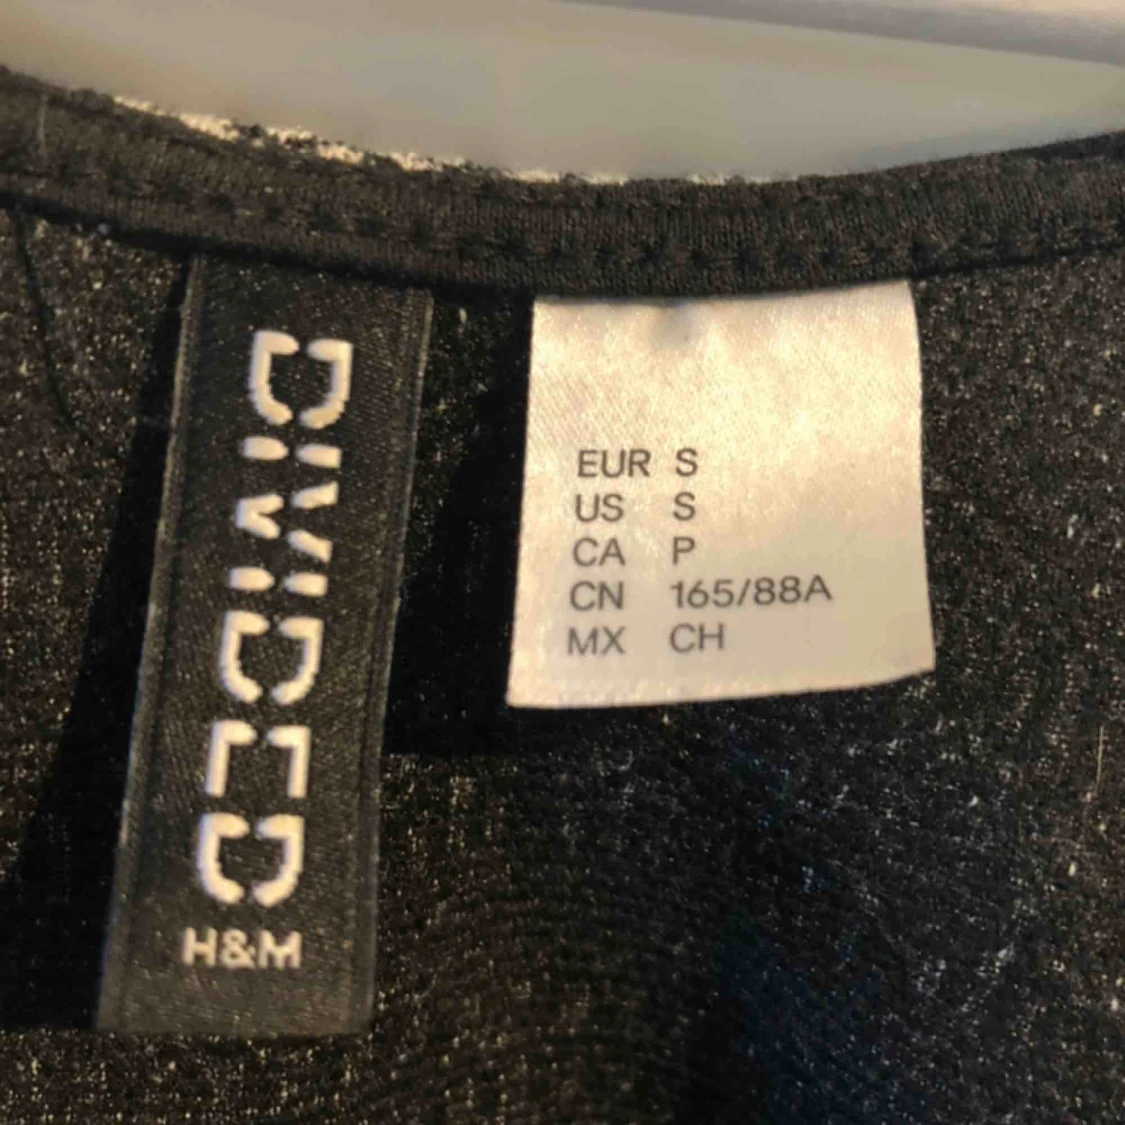 DIVIDED
H&M
EUR S
US S
CA P
CN 165/88A
MX CH